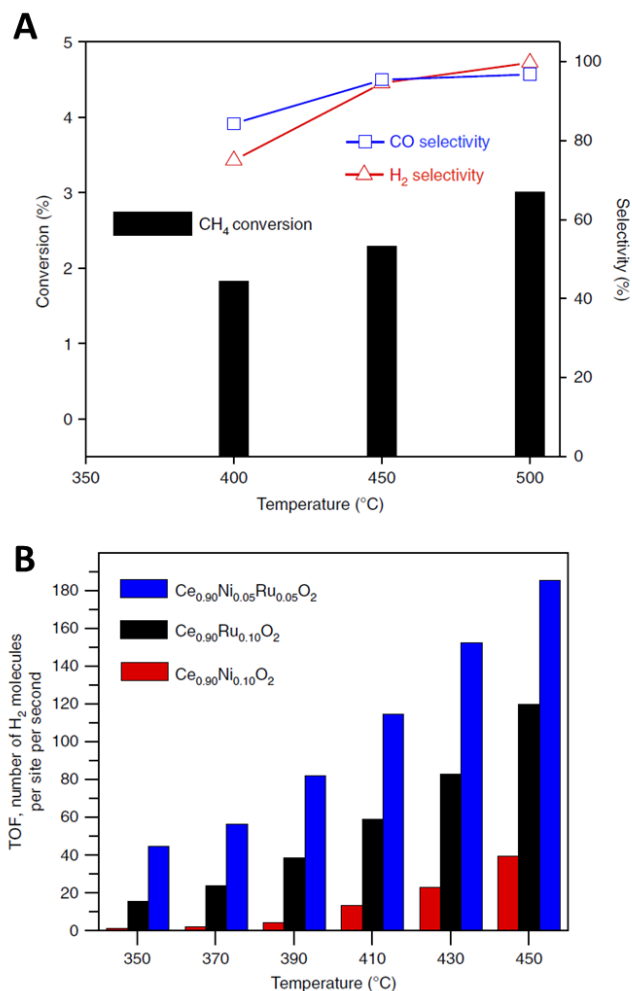 A
5
4
3
2
1
0
Conversion (%)
100
80
60
40
20
0
Selectivity (%)
CO selectivity
H₂ selectivity
CH₄ conversion
350
400
450
500
Temperature (°C)
B
180
160
140
120
100
80
60
40
20
0
TOF, number of H₂ molecules
per site per second
Ce₀.₉₀Ni₀.₀₅Ru₀.₀₅O₂
Ce₀.₉₀Ru₀.₁₀O₂
Ce₀.₉₀Ni₀.₁₀O₂
350
370
390
410
430
450
Temperature (°C)